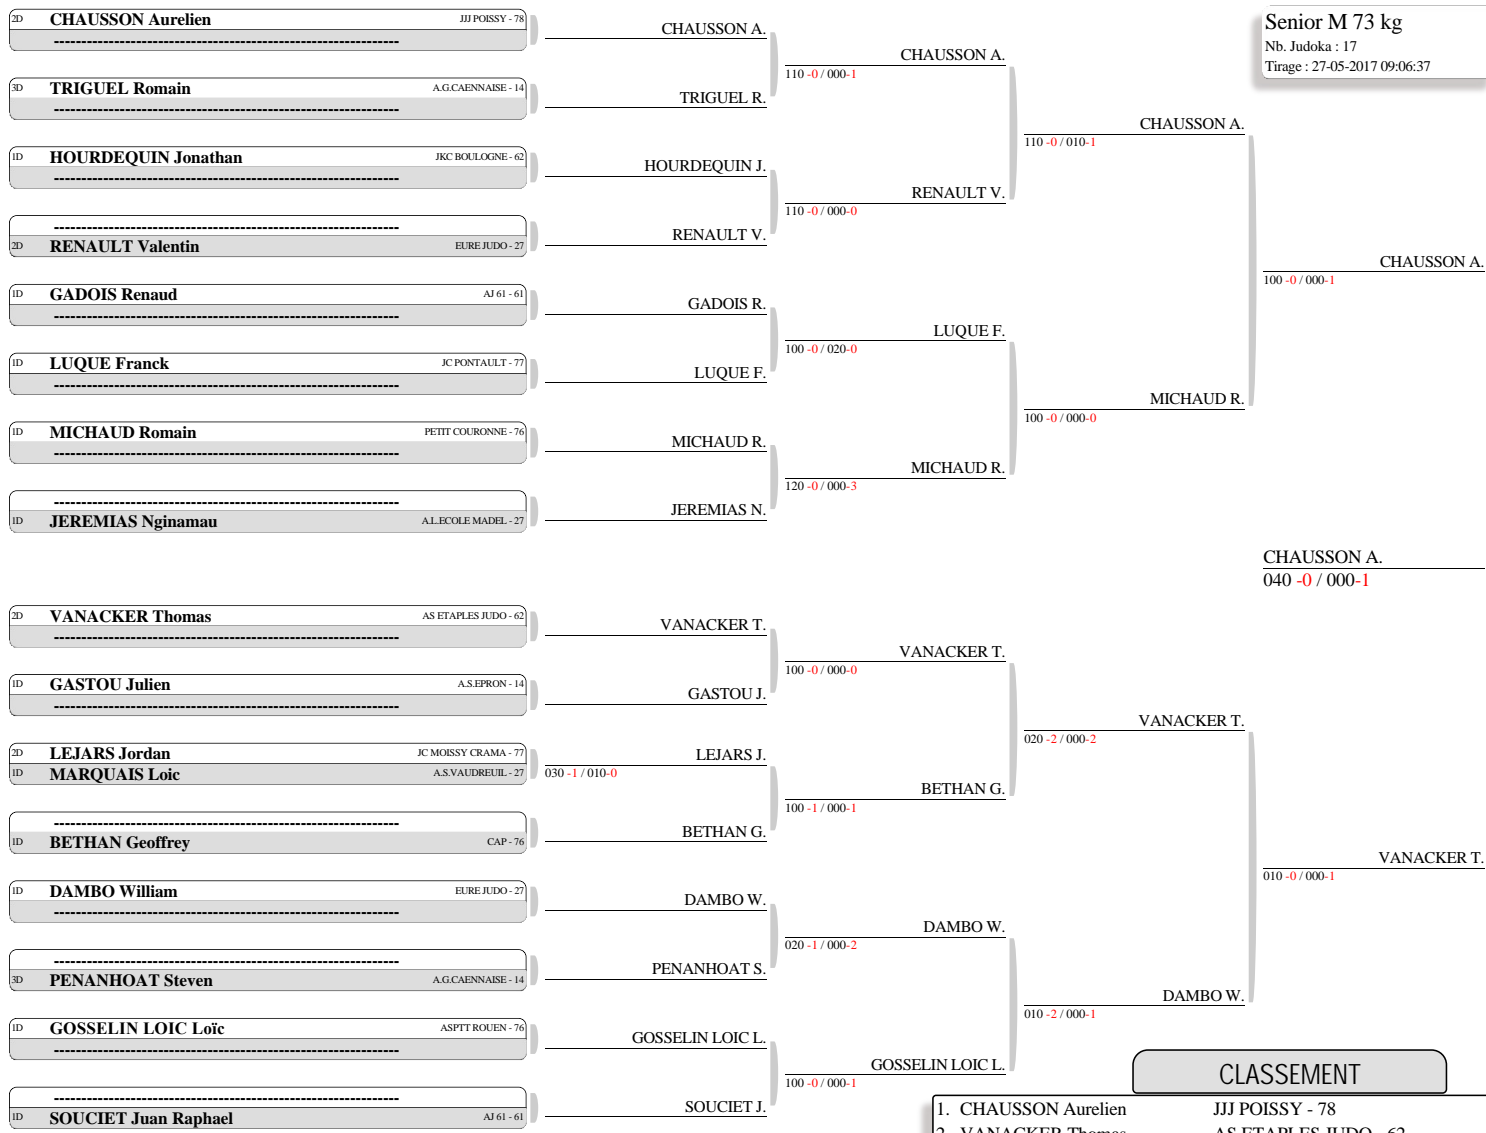 Senior M 73 kg
Nb. Judoka : 17
Tirage : 27-05-2017 09:06:37
2D CHAUSSON Aurelien JJJ POISSY - 78
----------------------------------------------------------------
3D TRIGUEL Romain A.G.CAENNAISE - 14
----------------------------------------------------------------
1D HOURDEQUIN Jonathan JKC BOULOGNE - 62
----------------------------------------------------------------
----------------------------------------------------------------
2D RENAULT Valentin EURE JUDO - 27
1D GADOIS Renaud AJ 61 - 61
----------------------------------------------------------------
1D LUQUE Franck JC PONTAULT - 77
----------------------------------------------------------------
1D MICHAUD Romain PETIT COURONNE - 76
----------------------------------------------------------------
----------------------------------------------------------------
1D JEREMIAS Nginamau A.L.ECOLE MADEL - 27
2D VANACKER Thomas AS ETAPLES JUDO - 62
----------------------------------------------------------------
1D GASTOU Julien A.S.EPRON - 14
----------------------------------------------------------------
2D LEJARS Jordan JC MOISSY CRAMA - 77
1D MARQUAIS Loic A.S.VAUDREUIL - 27
----------------------------------------------------------------
1D BETHAN Geoffrey CAP - 76
1D DAMBO William EURE JUDO - 27
----------------------------------------------------------------
----------------------------------------------------------------
3D PENANHOAT Steven A.G.CAENNAISE - 14
1D GOSSELIN LOIC Loïc ASPTT ROUEN - 76
----------------------------------------------------------------
----------------------------------------------------------------
1D SOUCIET Juan Raphael AJ 61 - 61
CHAUSSON A.
TRIGUEL R.
HOURDEQUIN J.
RENAULT V.
GADOIS R.
LUQUE F.
MICHAUD R.
JEREMIAS N.
VANACKER T.
GASTOU J.
LEJARS J.
030 -1 / 010-0
BETHAN G.
DAMBO W.
PENANHOAT S.
GOSSELIN LOIC L.
SOUCIET J.
CHAUSSON A.
110 -0 / 000-1
RENAULT V.
110 -0 / 000-0
LUQUE F.
100 -0 / 020-0
MICHAUD R.
120 -0 / 000-3
VANACKER T.
100 -0 / 000-0
BETHAN G.
100 -1 / 000-1
DAMBO W.
020 -1 / 000-2
GOSSELIN LOIC L.
100 -0 / 000-1
CHAUSSON A.
110 -0 / 010-1
MICHAUD R.
100 -0 / 000-0
VANACKER T.
020 -2 / 000-2
DAMBO W.
010 -2 / 000-1
CHAUSSON A.
100 -0 / 000-1
VANACKER T.
010 -0 / 000-1
CHAUSSON A.
040 -0 / 000-1
CLASSEMENT
1. CHAUSSON Aurelien JJJ POISSY - 78
2. VANACKER Thomas AS ETAPLES JUDO - 62